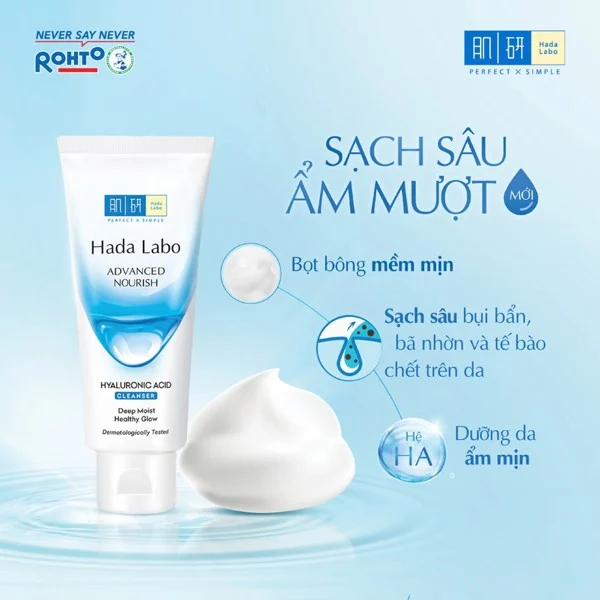 NEVER SAY NEVER
ROHTO
肌 研 Hada Labo
PERFECT × SIMPLE
SẠCH SÂU
ẨM MƯỢT
MỚI
肌 研 Hada Labo
PERFECT × SIMPLE
Hada Labo
ADVANCED
NOURISH
HYALURONIC ACID
CLEANSER
Deep Moist
Healthy Glow
Dermatologically Tested
Bọt bông mềm mịn
Sạch sâu bụi bẩn,
bã nhờn và tế bào
chết trên da
Hệ
HA
Dưỡng da
ẩm mịn